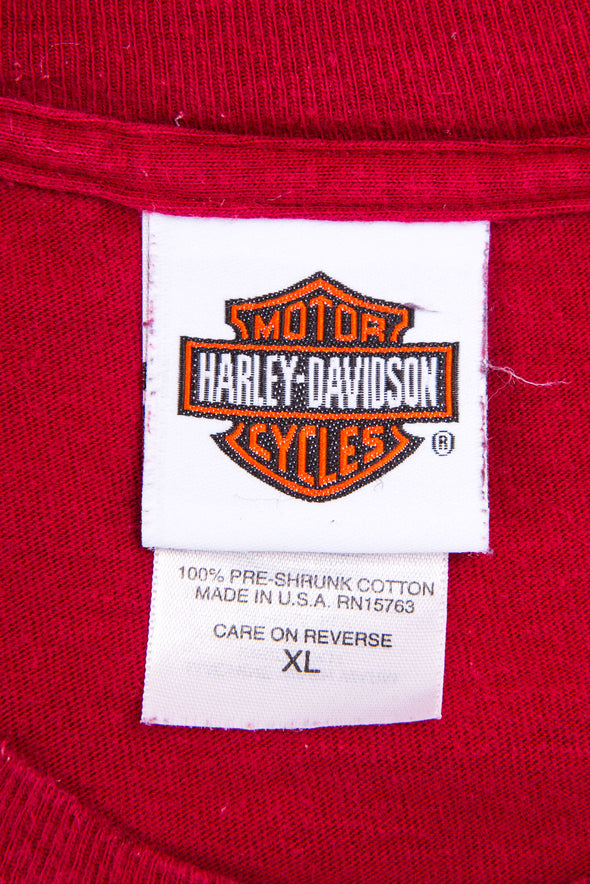 MOTOR
HARLEY-DAVIDSON
CYCLES
®
100% PRE-SHRUNK COTTON
MADE IN U.S.A. RN15763
CARE ON REVERSE
XL